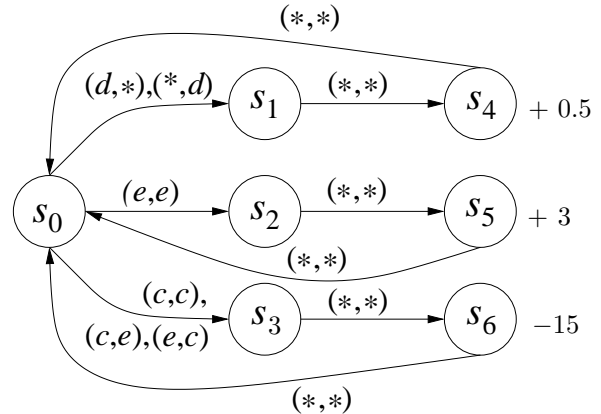 (*,*)
(d,*),(*,d)
s1
(*,*)
s4
+ 0.5
s0
(e,e)
s2
(*,*)
s5
+ 3
(*,*)
(c,c),
(c,e),(e,c)
s3
(*,*)
s6
−15
(*,*)